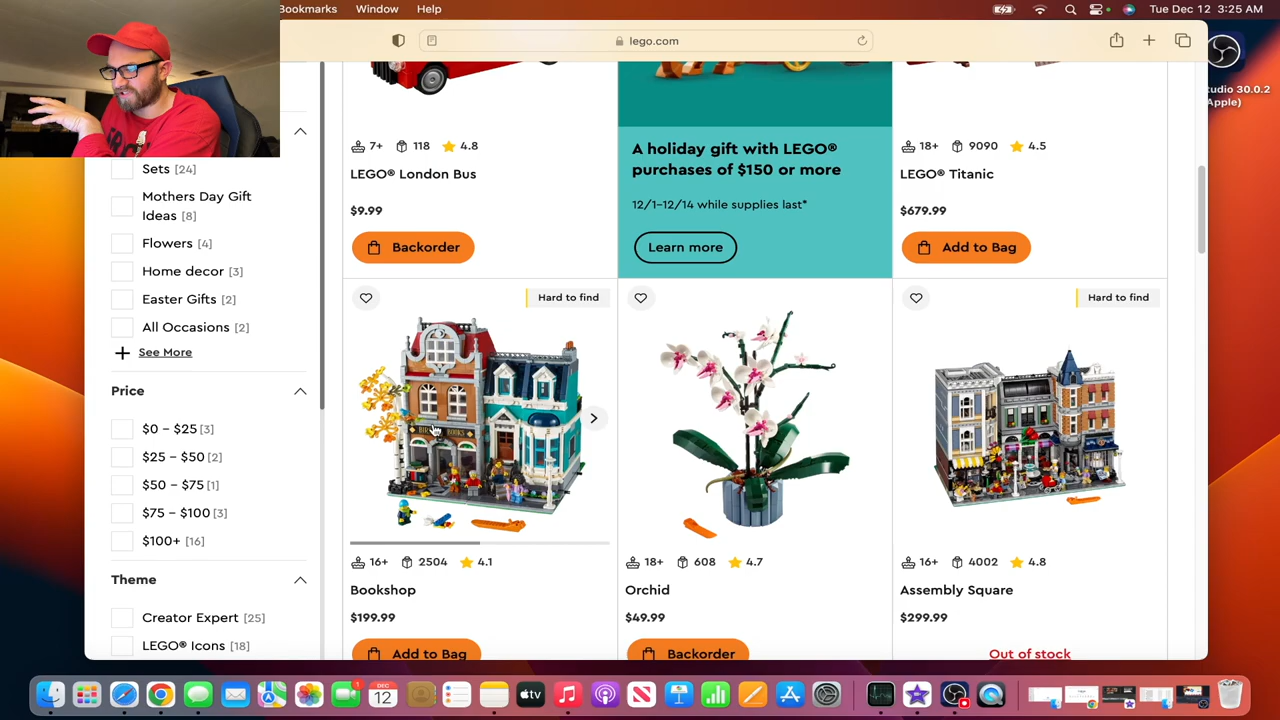 Bookmarks
Window
Help
Tue Dec 12 3:25 AM
lego.com
Studio 30.0.2
(Apple)
Sets [24]
Mothers Day Gift
Ideas [8]
Flowers [4]
Home decor [3]
Easter Gifts [2]
All Occasions [2]
See More
Price
$0 – $25 [3]
$25 – $50 [2]
$50 – $75 [1]
$75 – $100 [3]
$100+ [16]
Theme
Creator Expert [25]
LEGO® Icons [18]
7+ 118 4.8
LEGO® London Bus
$9.99
Backorder
A holiday gift with LEGO®
purchases of $150 or more
12/1–12/14 while supplies last*
Learn more
18+ 9090 4.5
LEGO® Titanic
$679.99
Add to Bag
Hard to find
16+ 2504 4.1
Bookshop
$199.99
Add to Bag
18+ 608 4.7
Orchid
$49.99
Backorder
Hard to find
16+ 4002 4.8
Assembly Square
$299.99
Out of stock
DEC
12
tv